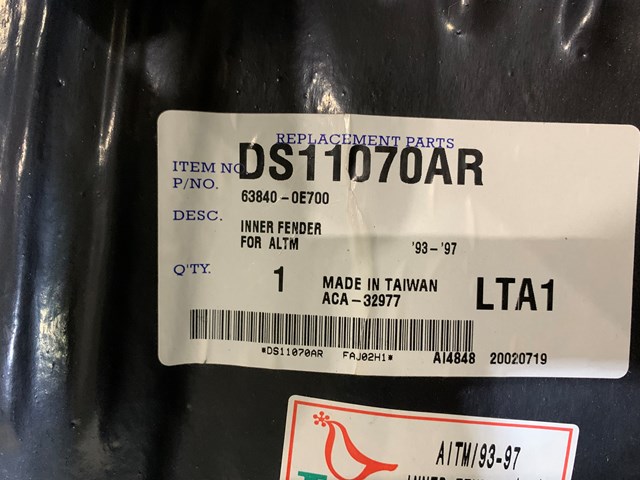 REPLACEMENT PARTS
ITEM NO DS11070AR
P/NO. 63840-0E700
DESC. INNER FENDER
FOR ALTM '93-'97
Q'TY. 1 MADE IN TAIWAN
ACA-32977 LTA1
*DS11070AR FAJ02H1* AI4848 20020719
AITM/93-97